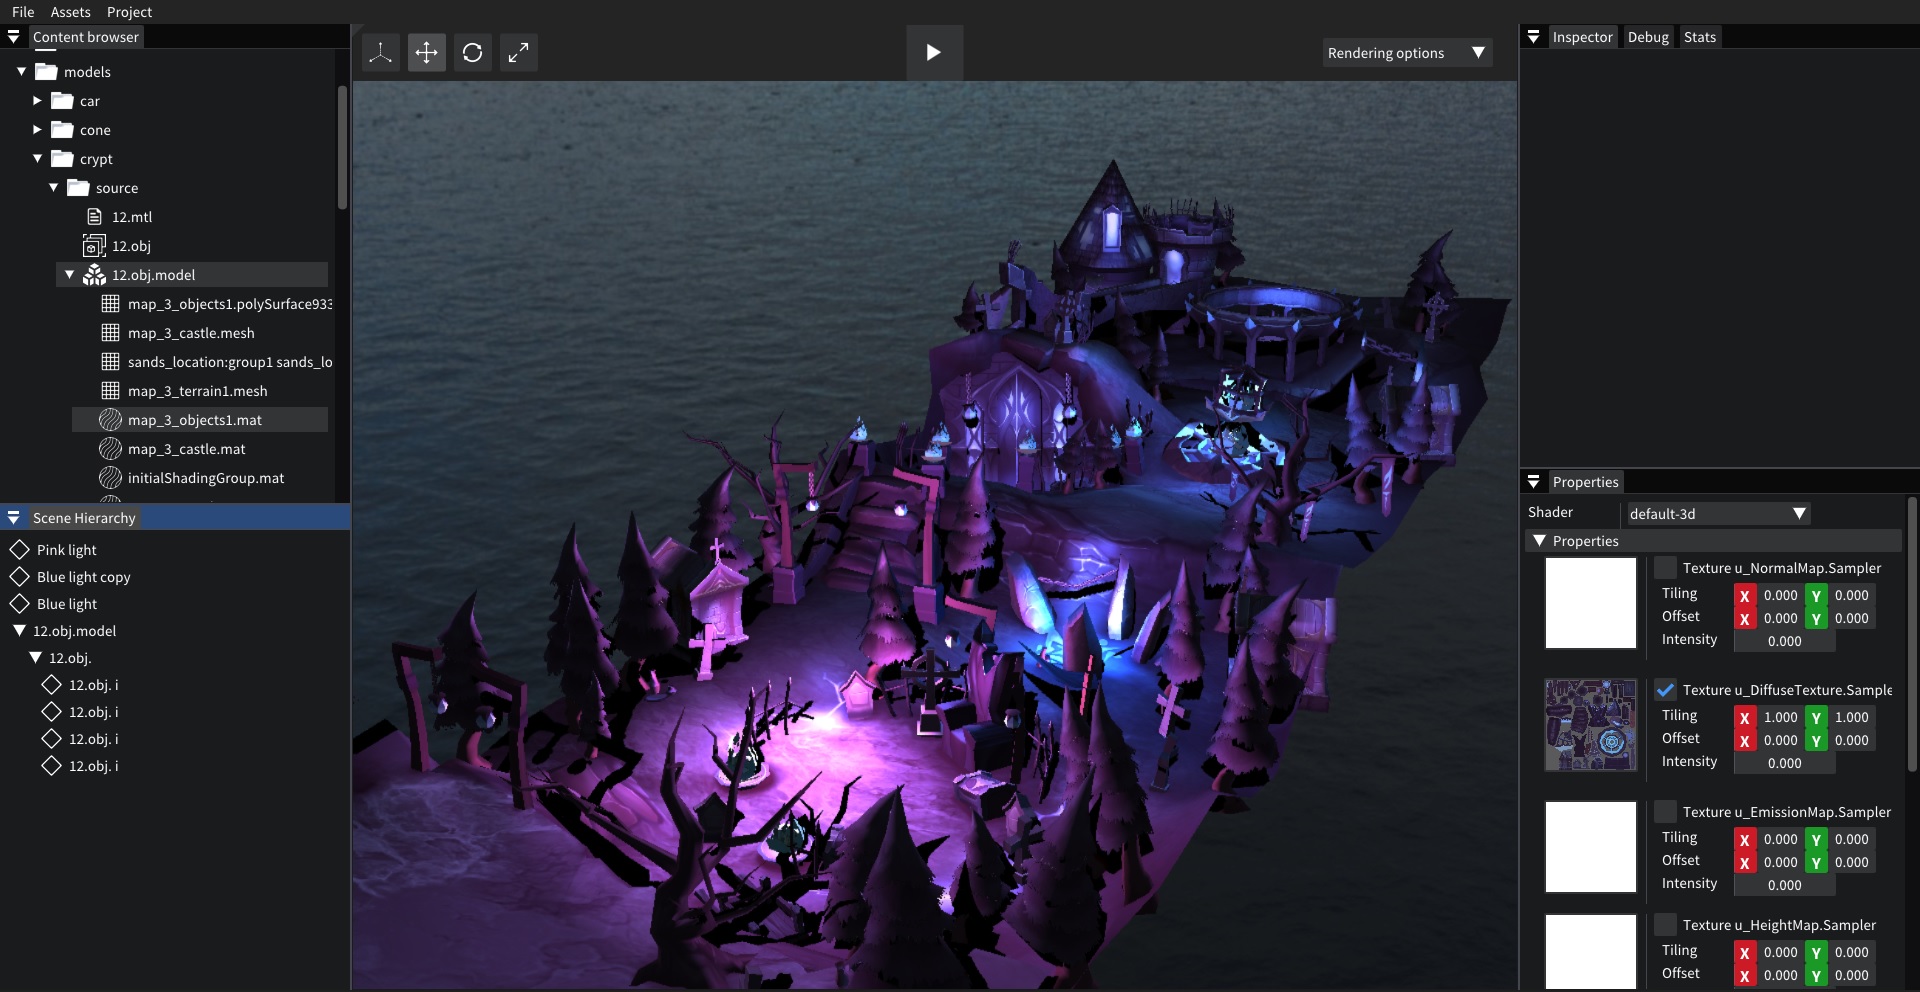 File Assets Project
Content browser
models
car
cone
crypt
source
12.mtl
12.obj
12.obj.model
map_3_objects1.polySurface933
map_3_castle.mesh
sands_location:group1 sands_lo
map_3_terrain1.mesh
map_3_objects1.mat
map_3_castle.mat
initialShadingGroup.mat
Scene Hierarchy
Pink light
Blue light copy
Blue light
12.obj.model
12.obj.
12.obj. i
12.obj. i
12.obj. i
12.obj. i
Rendering options
Inspector Debug Stats
Properties
Shader default-3d
Properties
Texture u_NormalMap.Sampler
Tiling X 0.000 Y 0.000
Offset X 0.000 Y 0.000
Intensity 0.000
Texture u_DiffuseTexture.Sample
Tiling X 1.000 Y 1.000
Offset X 0.000 Y 0.000
Intensity 0.000
Texture u_EmissionMap.Sampler
Tiling X 0.000 Y 0.000
Offset X 0.000 Y 0.000
Intensity 0.000
Texture u_HeightMap.Sampler
Tiling X 0.000 Y 0.000
Offset X 0.000 Y 0.000